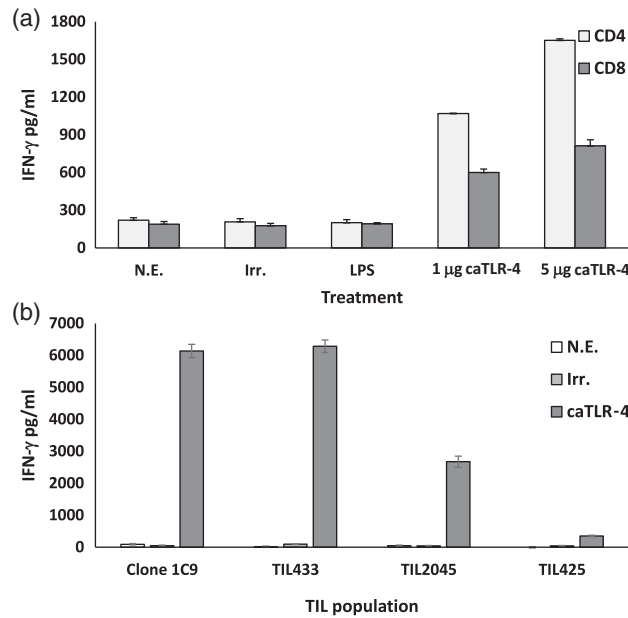 (a)
1800
1500
1200
900
600
300
0
IFN-γ pg/ml
CD4
CD8
N.E. Irr. LPS 1 μg caTLR-4 5 μg caTLR-4
Treatment
(b)
7000
6000
5000
4000
3000
2000
1000
0
IFN-γ pg/ml
N.E.
Irr.
caTLR-4
Clone 1C9 TIL433 TIL2045 TIL425
TIL population